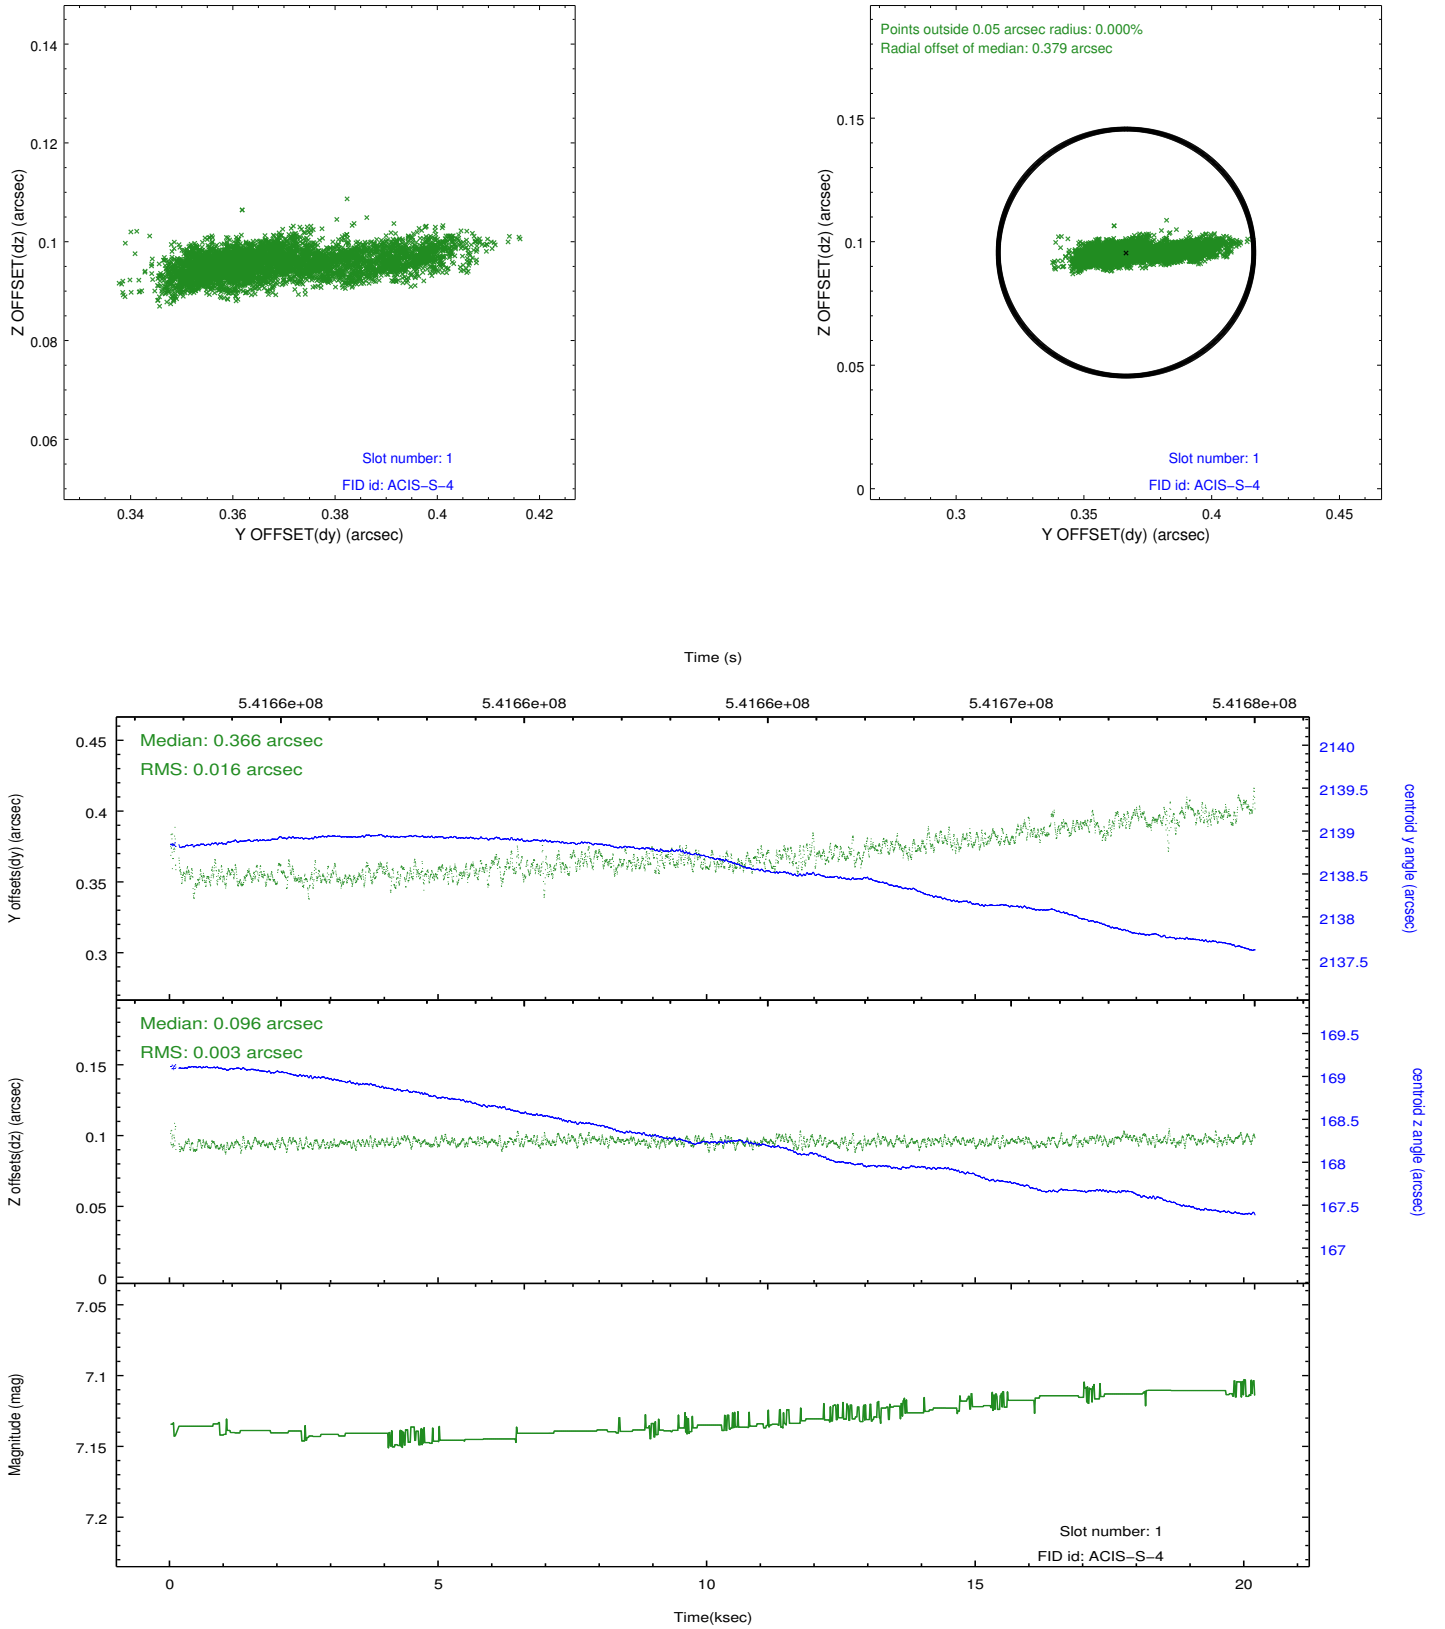 0.14
0.12
0.1
0.08
0.06
Z OFFSET(dz) (arcsec)
Slot number: 1
FID id: ACIS−S−4
0.34
0.36
0.38
0.4
0.42
Y OFFSET(dy) (arcsec)
Points outside 0.05 arcsec radius: 0.000%
Radial offset of median: 0.379 arcsec
0.15
0.1
0.05
0
Z OFFSET(dz) (arcsec)
Slot number: 1
FID id: ACIS−S−4
0.3
0.35
0.4
0.45
Y OFFSET(dy) (arcsec)
Time (s)
5.4166e+08
5.4166e+08
5.4166e+08
5.4167e+08
5.4168e+08
Median: 0.366 arcsec
RMS: 0.016 arcsec
0.45
0.4
0.35
0.3
Y offsets(dy) (arcsec)
2140
2139.5
2139
2138.5
2138
2137.5
centroid y angle (arcsec)
Median: 0.096 arcsec
RMS: 0.003 arcsec
0.15
0.1
0.05
0
Z offsets(dz) (arcsec)
169.5
169
168.5
168
167.5
167
centroid z angle (arcsec)
7.05
7.1
7.15
7.2
Magnitude (mag)
Slot number: 1
FID id: ACIS−S−4
0
5
10
15
20
Time(ksec)